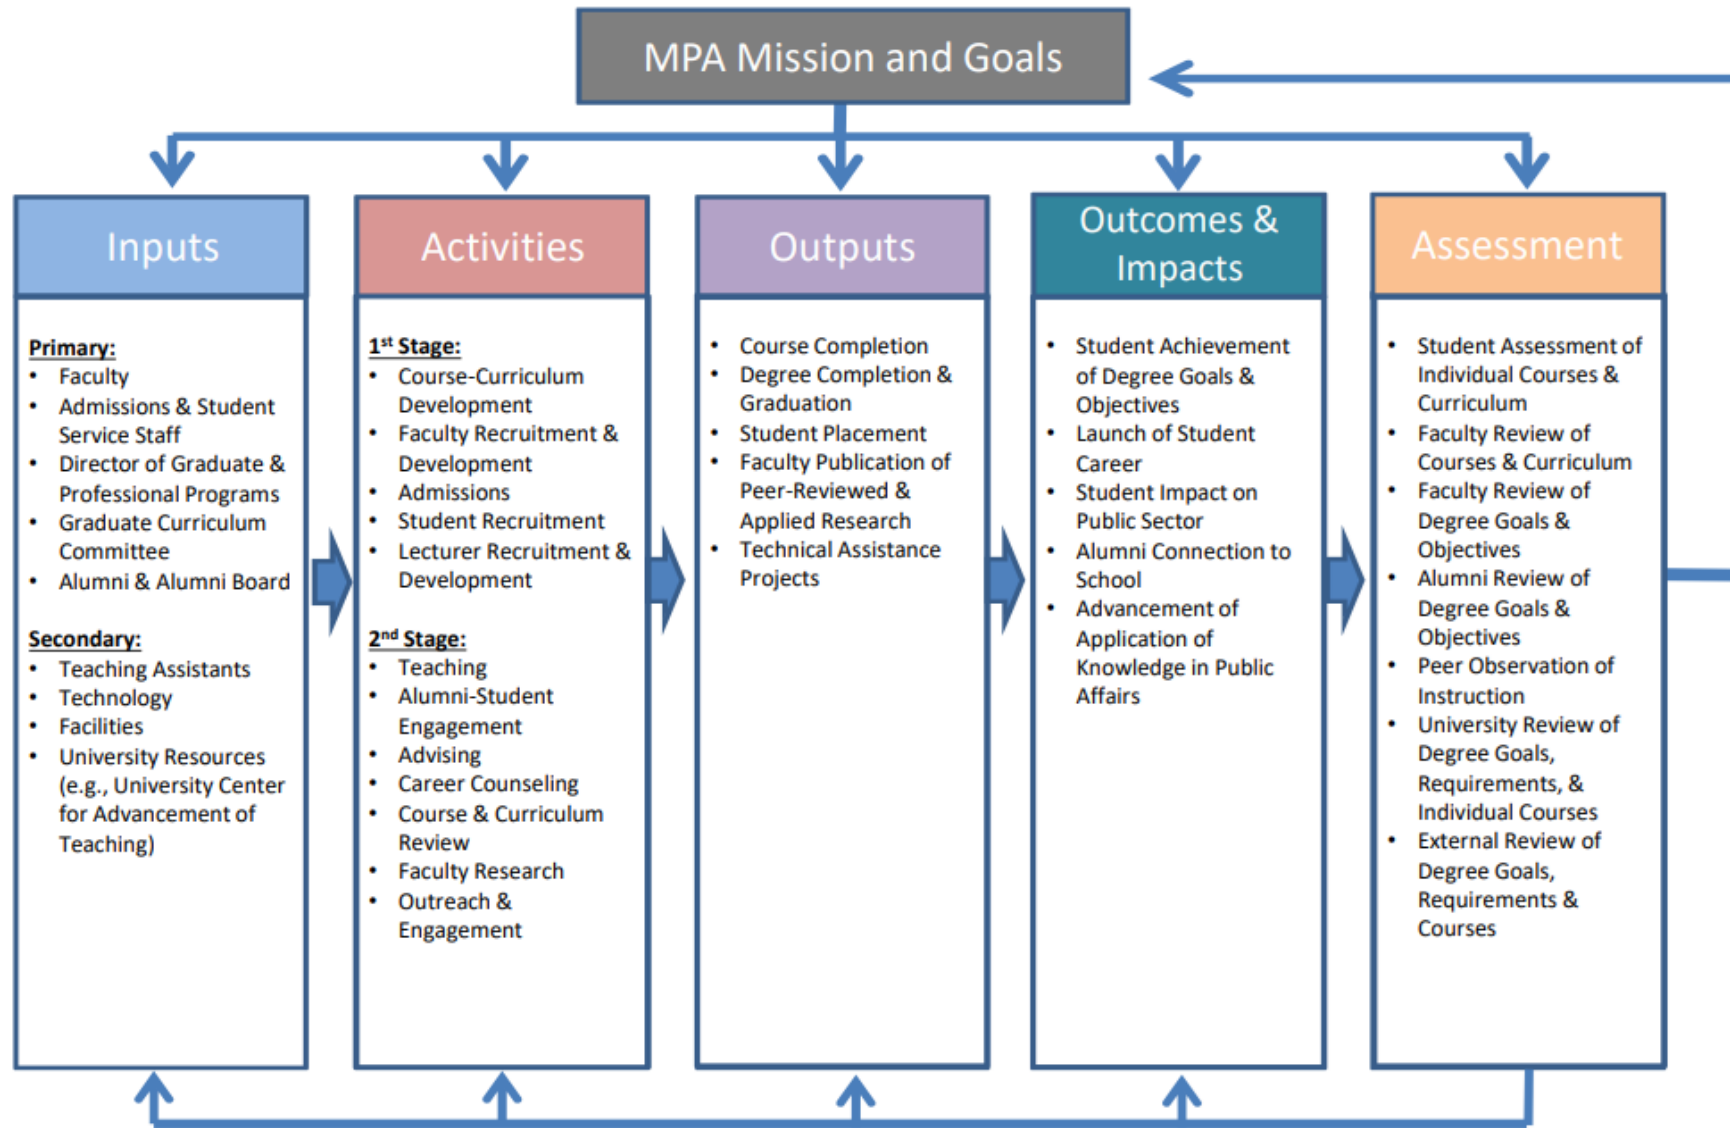 MPA Mission and Goals
Inputs
Primary:
• Faculty
• Admissions & Student
Service Staff
• Director of Graduate &
Professional Programs
• Graduate Curriculum
Committee
• Alumni & Alumni Board
Secondary:
• Teaching Assistants
• Technology
• Facilities
• University Resources
(e.g., University Center
for Advancement of
Teaching)
Activities
1st Stage:
• Course-Curriculum
Development
• Faculty Recruitment &
Development
• Admissions
• Student Recruitment
• Lecturer Recruitment &
Development
2nd Stage:
• Teaching
• Alumni-Student
Engagement
• Advising
• Career Counseling
• Course & Curriculum
Review
• Faculty Research
• Outreach &
Engagement
Outputs
• Course Completion
• Degree Completion &
Graduation
• Student Placement
• Faculty Publication of
Peer-Reviewed &
Applied Research
• Technical Assistance
Projects
Outcomes &
Impacts
• Student Achievement
of Degree Goals &
Objectives
• Launch of Student
Career
• Student Impact on
Public Sector
• Alumni Connection to
School
• Advancement of
Application of
Knowledge in Public
Affairs
Assessment
• Student Assessment of
Individual Courses &
Curriculum
• Faculty Review of
Courses & Curriculum
• Faculty Review of
Degree Goals &
Objectives
• Alumni Review of
Degree Goals &
Objectives
• Peer Observation of
Instruction
• University Review of
Degree Goals,
Requirements, &
Individual Courses
• External Review of
Degree Goals,
Requirements &
Courses